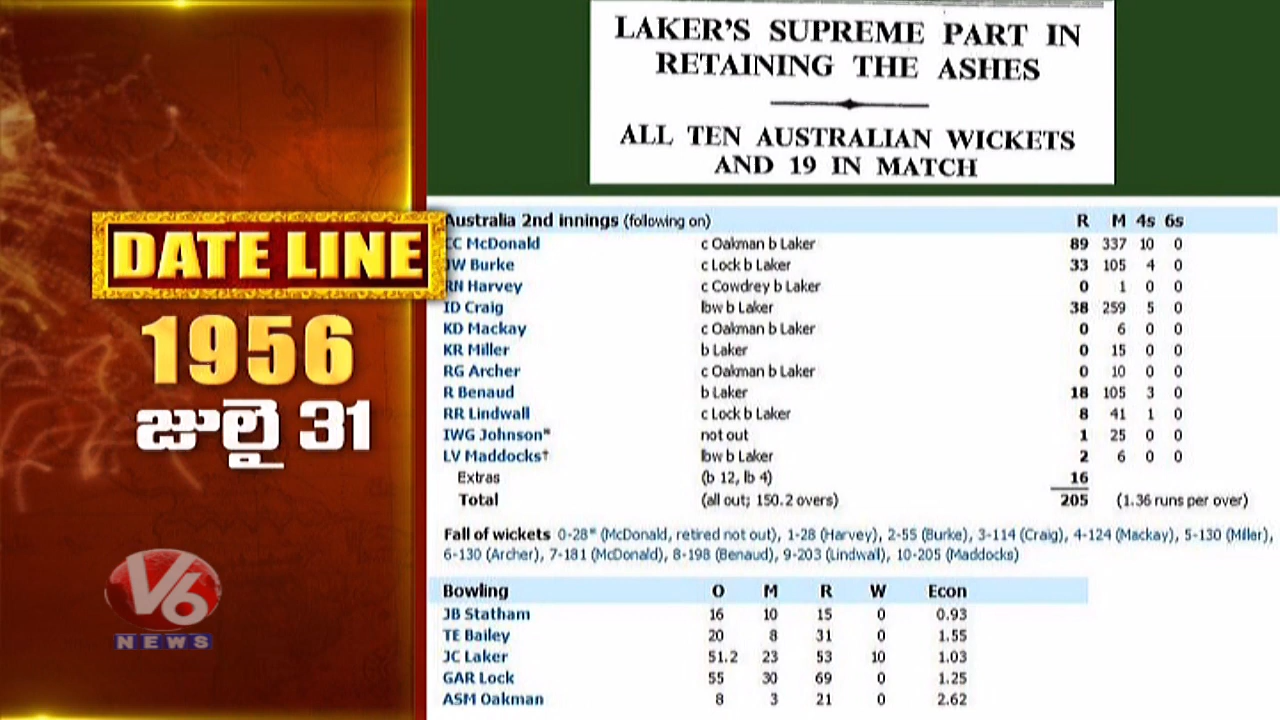 LAKER'S SUPREME PART IN
RETAINING THE ASHES
ALL TEN AUSTRALIAN WICKETS
AND 19 IN MATCH
DATE LINE
1956
జులై 31
V6
NEWS
Australia 2nd innings (following on) R M 4s 6s
CC McDonald c Oakman b Laker 89 337 10 0
JW Burke c Lock b Laker 33 105 4 0
RN Harvey c Cowdrey b Laker 0 1 0 0
ID Craig lbw b Laker 38 259 5 0
KD Mackay c Oakman b Laker 0 6 0 0
KR Miller b Laker 0 15 0 0
RG Archer c Oakman b Laker 0 10 0 0
R Benaud b Laker 18 105 3 0
RR Lindwall c Lock b Laker 8 41 1 0
IWG Johnson* not out 1 25 0 0
LV Maddocks† lbw b Laker 2 6 0 0
Extras (b 12, lb 4) 16
Total (all out; 150.2 overs) 205 (1.36 runs per over)
Fall of wickets 0-28* (McDonald, retired not out), 1-28 (Harvey), 2-55 (Burke), 3-114 (Craig), 4-124 (Mackay), 5-130 (Miller),
6-130 (Archer), 7-181 (McDonald), 8-198 (Benaud), 9-203 (Lindwall), 10-205 (Maddocks)
Bowling O M R W Econ
JB Statham 16 10 15 0 0.93
TE Bailey 20 8 31 0 1.55
JC Laker 51.2 23 53 10 1.03
GAR Lock 55 30 69 0 1.25
ASM Oakman 8 3 21 0 2.62